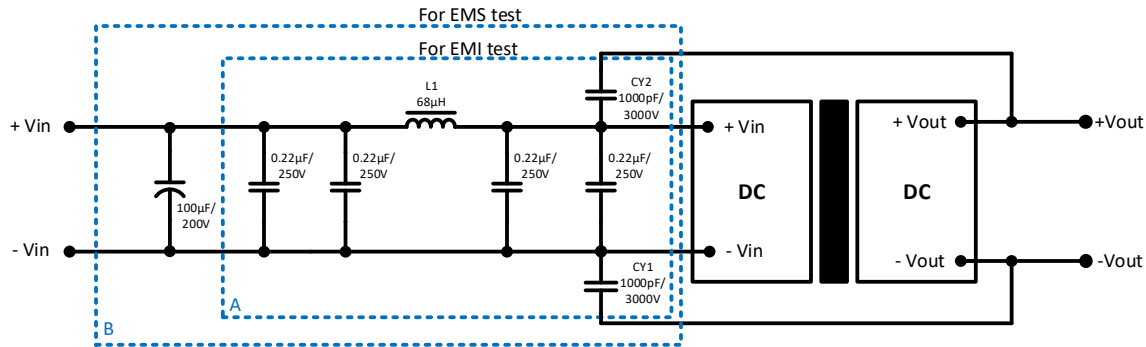 For EMS test
For EMI test
L1
68µH
CY2
1000pF/
3000V
+ Vin
+ Vin
+ Vout
+Vout
0.22µF/
250V
0.22µF/
250V
0.22µF/
250V
0.22µF/
250V
DC
DC
100µF/
200V
- Vin
- Vin
- Vout
-Vout
CY1
1000pF/
3000V
A
B